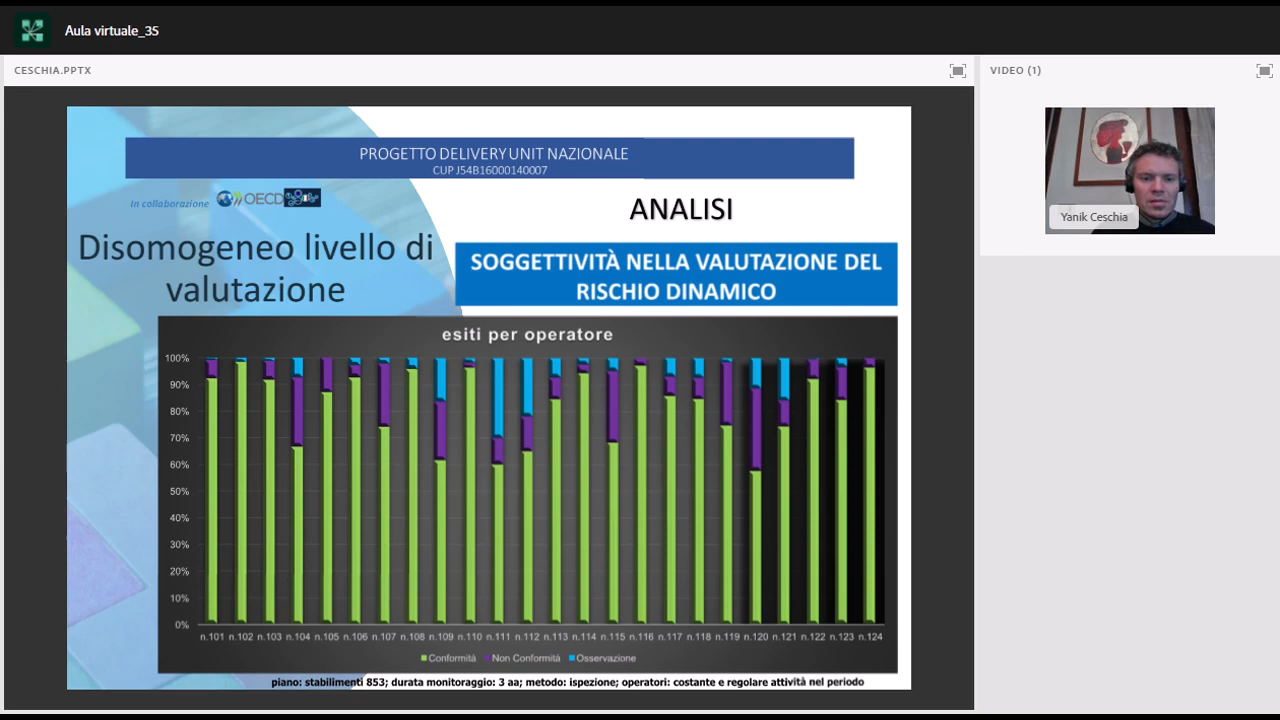 Aula virtuale_35
CESCHIA.PPTX
VIDEO (1)
PROGETTO DELIVERY UNIT NAZIONALE
CUP J54B16000140007
In collaborazione OECD
ANALISI
Disomogeneo livello di
valutazione
SOGGETTIVITÀ NELLA VALUTAZIONE DEL
RISCHIO DINAMICO
Yanik Ceschia
esiti per operatore
100%
90%
80%
70%
60%
50%
40%
30%
20%
10%
0%
n.101 n.102 n.103 n.104 n.105 n.106 n.107 n.108 n.109 n.110 n.111 n.112 n.113 n.114 n.115 n.116 n.117 n.118 n.119 n.120 n.121 n.122 n.123 n.124
Conformità Non Conformità Osservazione
piano: stabilimenti 853; durata monitoraggio: 3 aa; metodo: ispezione; operatori: costante e regolare attività nel periodo